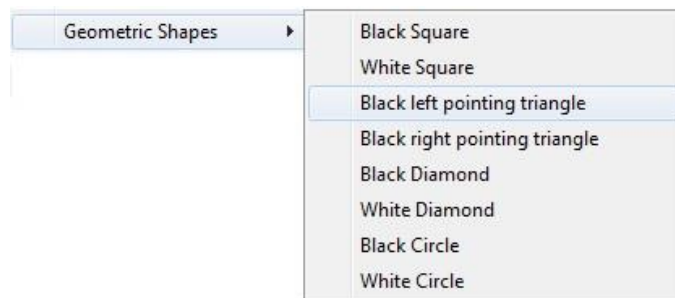 Geometric Shapes
Black Square
White Square
Black left pointing triangle
Black right pointing triangle
Black Diamond
White Diamond
Black Circle
White Circle